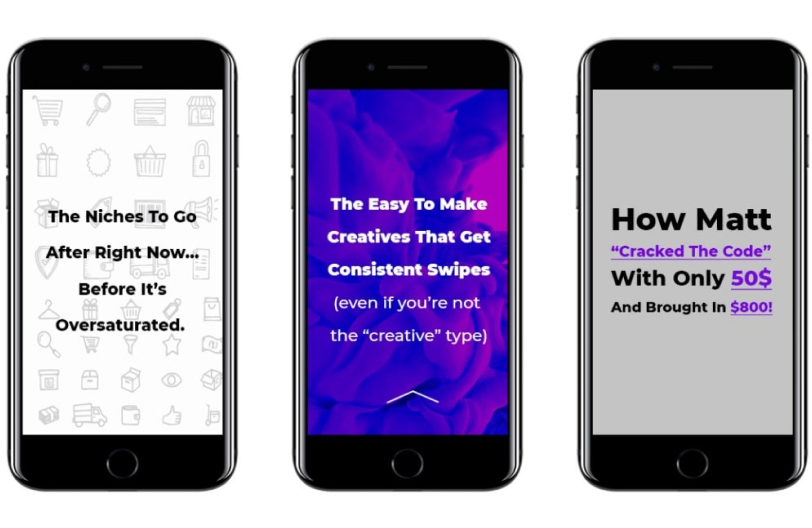 The Niches To Go
After Right Now...
Before It's
Oversaturated.
The Easy To Make
Creatives That Get
Consistent Swipes
(even if you're not
the “creative” type)
How Matt
“Cracked The Code”
With Only 50$
And Brought In $800!